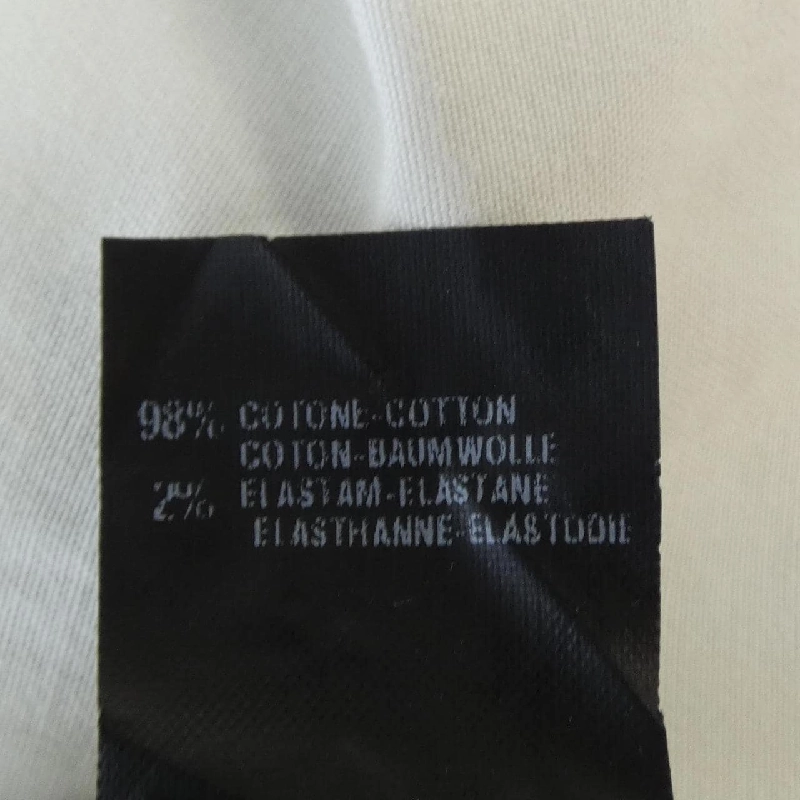 98% COTONE-COTTON
COTON-BAUMWOLLE
2% ELASTAM-ELASTANE
ELASTHANNE-ELASTODIE